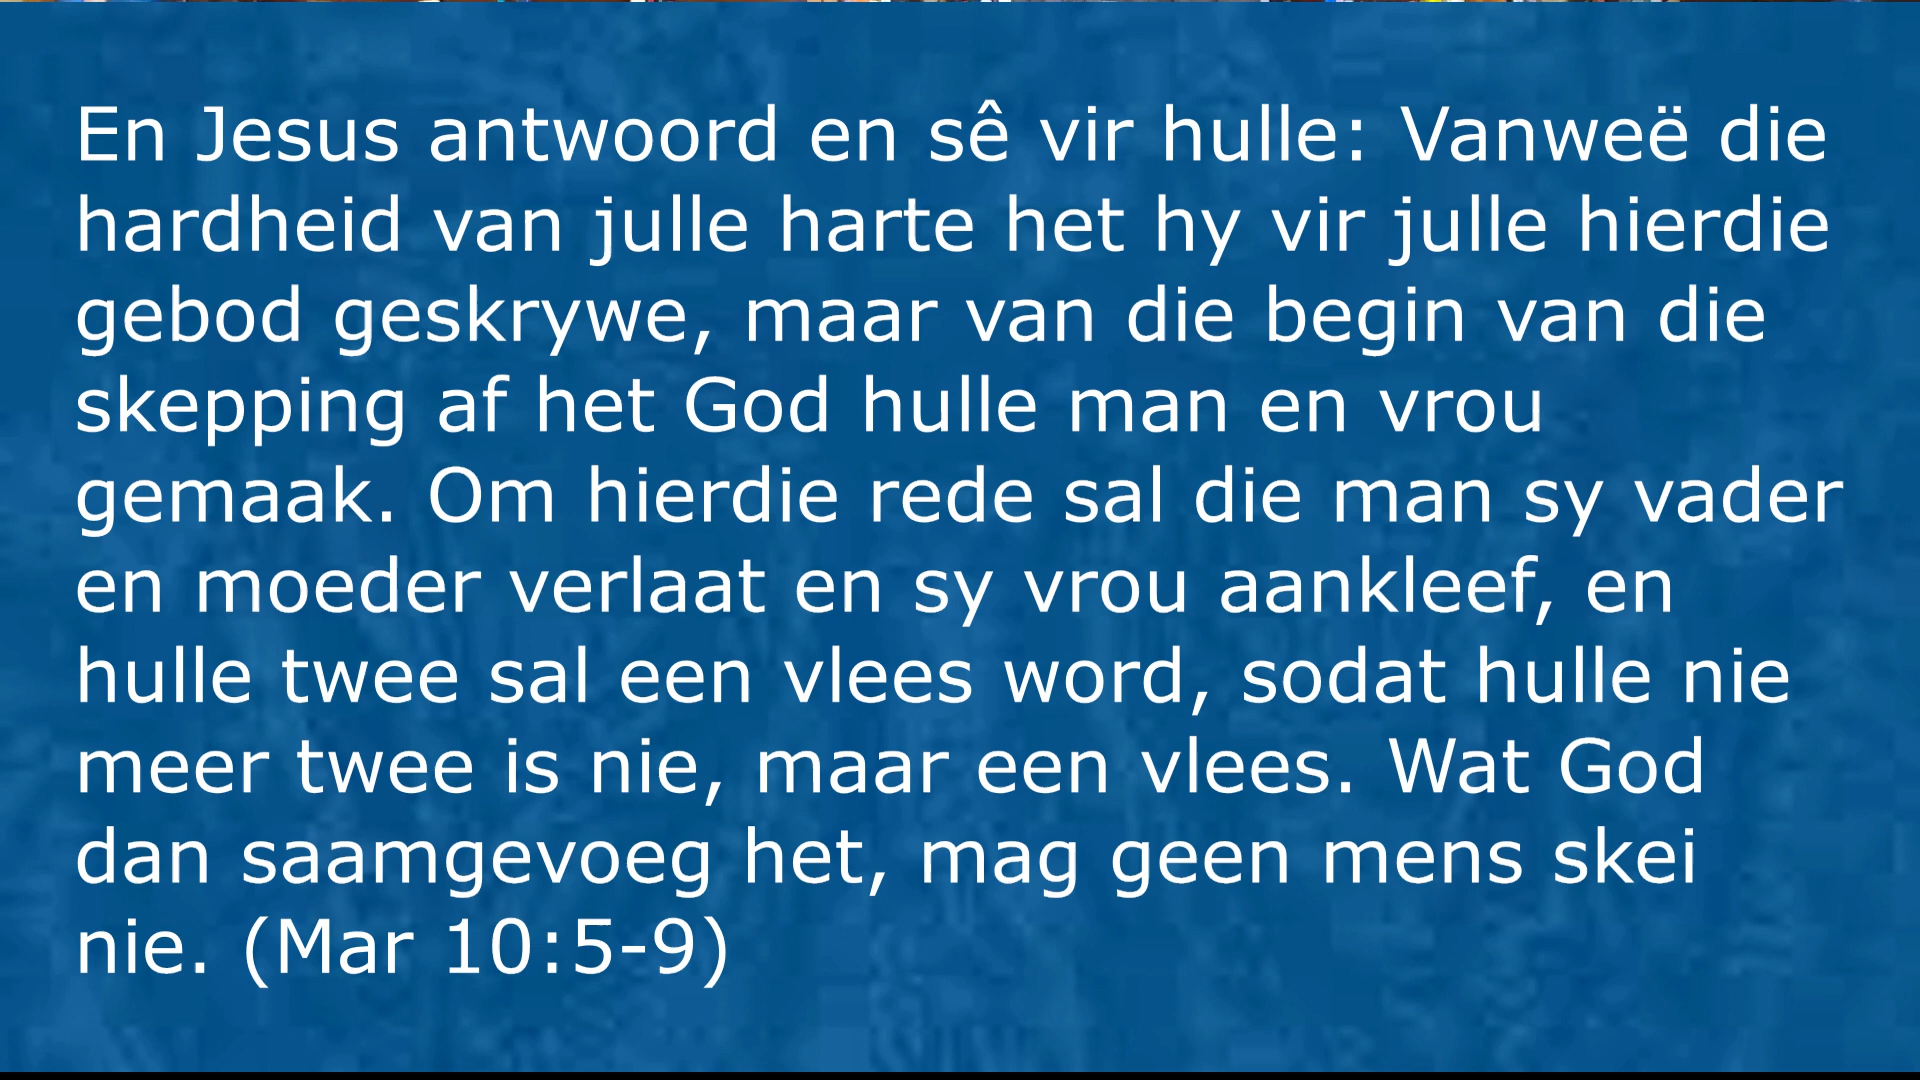 En Jesus antwoord en sê vir hulle: Vanweë die
hardheid van julle harte het hy vir julle hierdie
gebod geskrywe, maar van die begin van die
skepping af het God hulle man en vrou
gemaak. Om hierdie rede sal die man sy vader
en moeder verlaat en sy vrou aankleef, en
hulle twee sal een vlees word, sodat hulle nie
meer twee is nie, maar een vlees. Wat God
dan saamgevoeg het, mag geen mens skei
nie. (Mar 10:5-9)